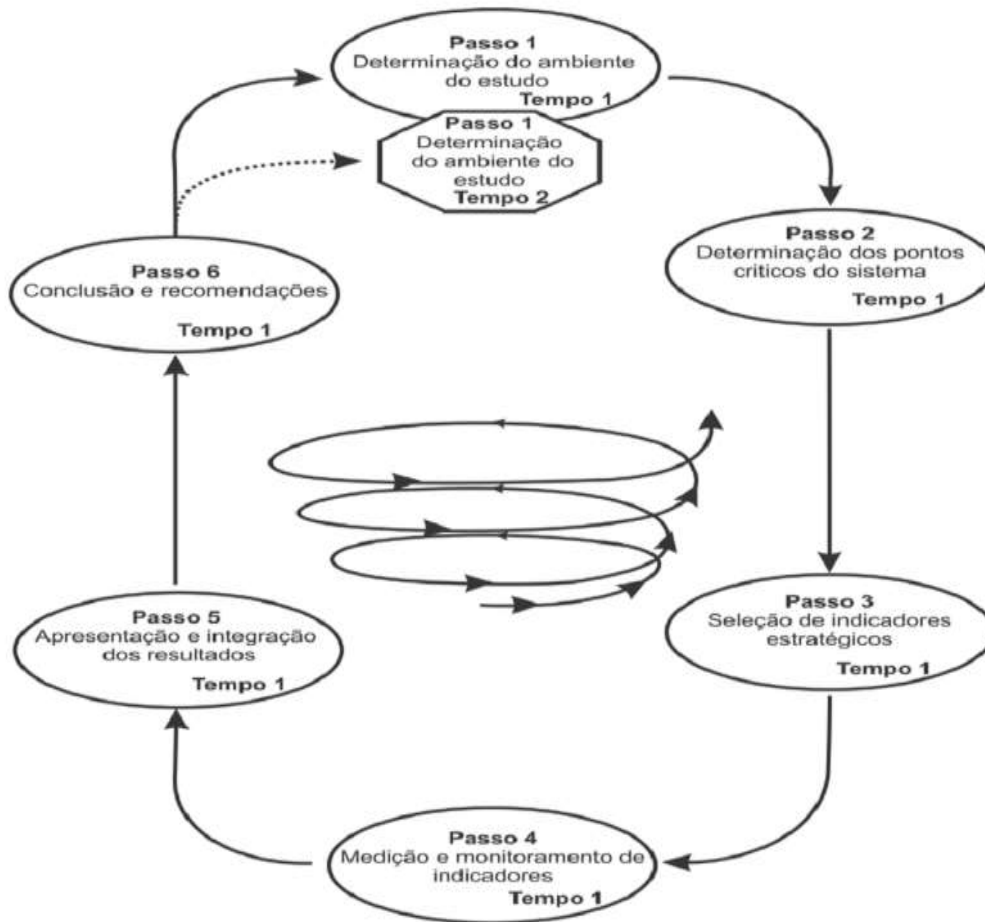 Passo 1
Determinação do ambiente
do estudo
Tempo 1
Passo 1
Determinação
do ambiente do
estudo
Tempo 2
Passo 2
Determinação dos pontos
criticos do sistema
Tempo 1
Passo 3
Seleção de indicadores
estratégicos
Tempo 1
Passo 4
Medição e monitoramento de
indicadores
Tempo 1
Passo 5
Apresentação e integração
dos resultados
Tempo 1
Passo 6
Conclusão e recomendações
Tempo 1